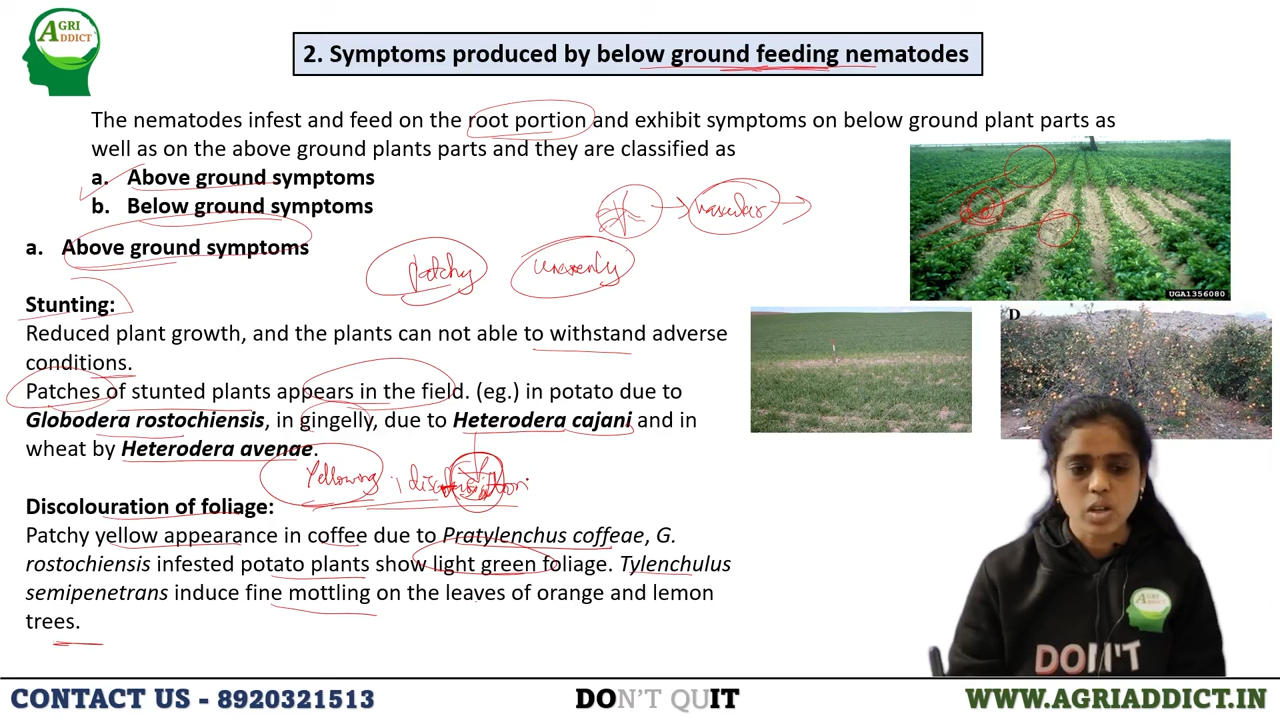 AGRI
ADDICT
2. Symptoms produced by below ground feeding nematodes
The nematodes infest and feed on the root portion and exhibit symptoms on below ground plant parts as
well as on the above ground plants parts and they are classified as
a. Above ground symptoms
b. Below ground symptoms
vascular
a. Above ground symptoms
patchy unevenly
UGA1356080
Stunting:
D
Reduced plant growth, and the plants can not able to withstand adverse
conditions.
Patches of stunted plants appears in the field. (eg.) in potato due to
Globodera rostochiensis, in gingelly, due to Heterodera cajani and in
wheat by Heterodera avenae.
Yellowing
Discolouration of foliage:
Patchy yellow appearance in coffee due to Pratylenchus coffeae, G.
rostochiensis infested potato plants show light green foliage. Tylenchulus
semipenetrans induce fine mottling on the leaves of orange and lemon
trees.
AGRI
ADDICT
DON'T
CONTACT US - 8920321513
DON'T QUIT
WWW.AGRIADDICT.IN